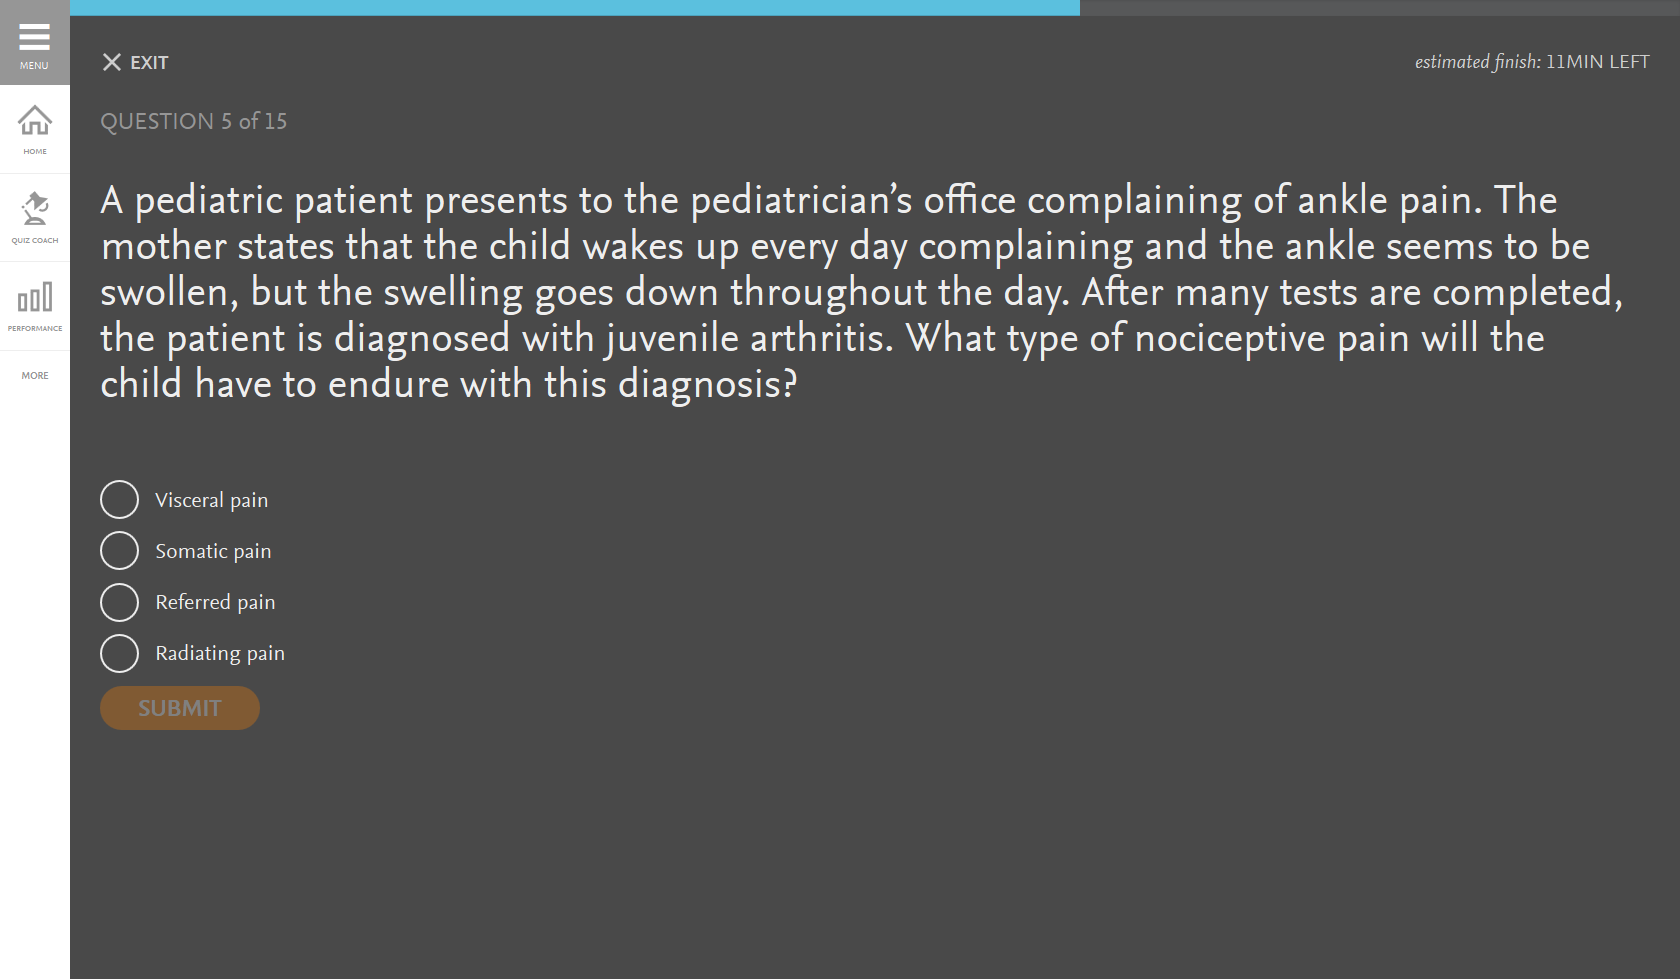 MENU
HOME
QUIZ COACH
PERFORMANCE
MORE
EXIT
estimated finish: 11MIN LEFT
QUESTION 5 of 15
A pediatric patient presents to the pediatrician’s office complaining of ankle pain. The
mother states that the child wakes up every day complaining and the ankle seems to be
swollen, but the swelling goes down throughout the day. After many tests are completed,
the patient is diagnosed with juvenile arthritis. What type of nociceptive pain will the
child have to endure with this diagnosis?
Visceral pain
Somatic pain
Referred pain
Radiating pain
SUBMIT